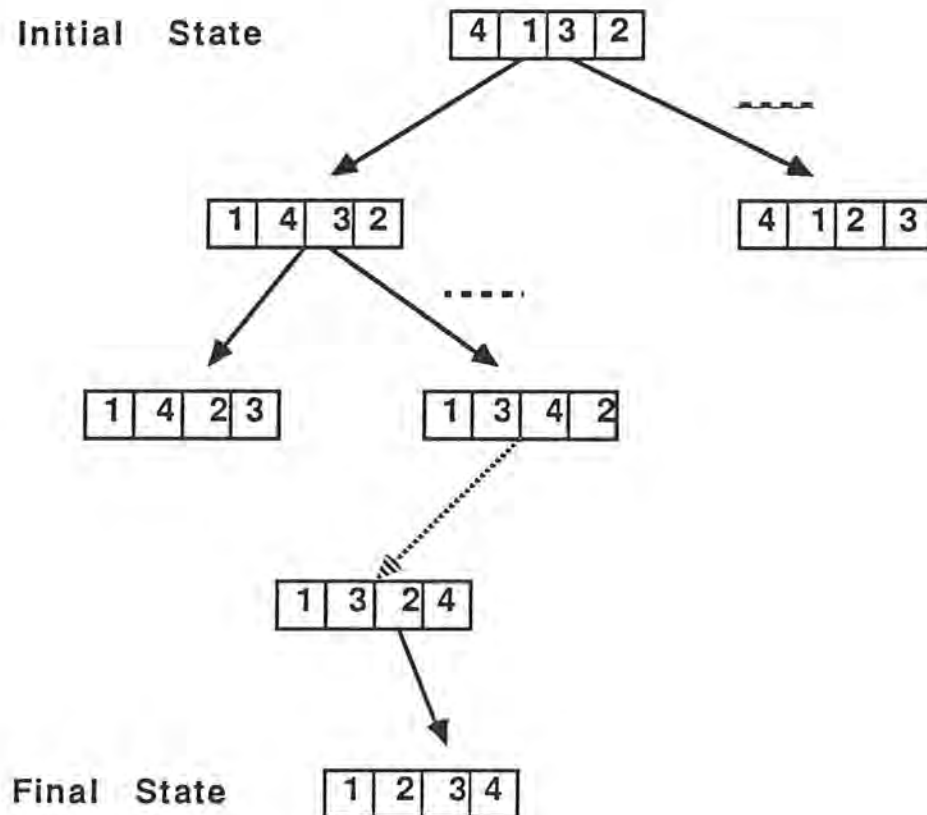 Initial State 4 1 3 2
1 4 3 2 4 1 2 3
1 4 2 3 1 3 4 2
1 3 2 4
Final State 1 2 3 4